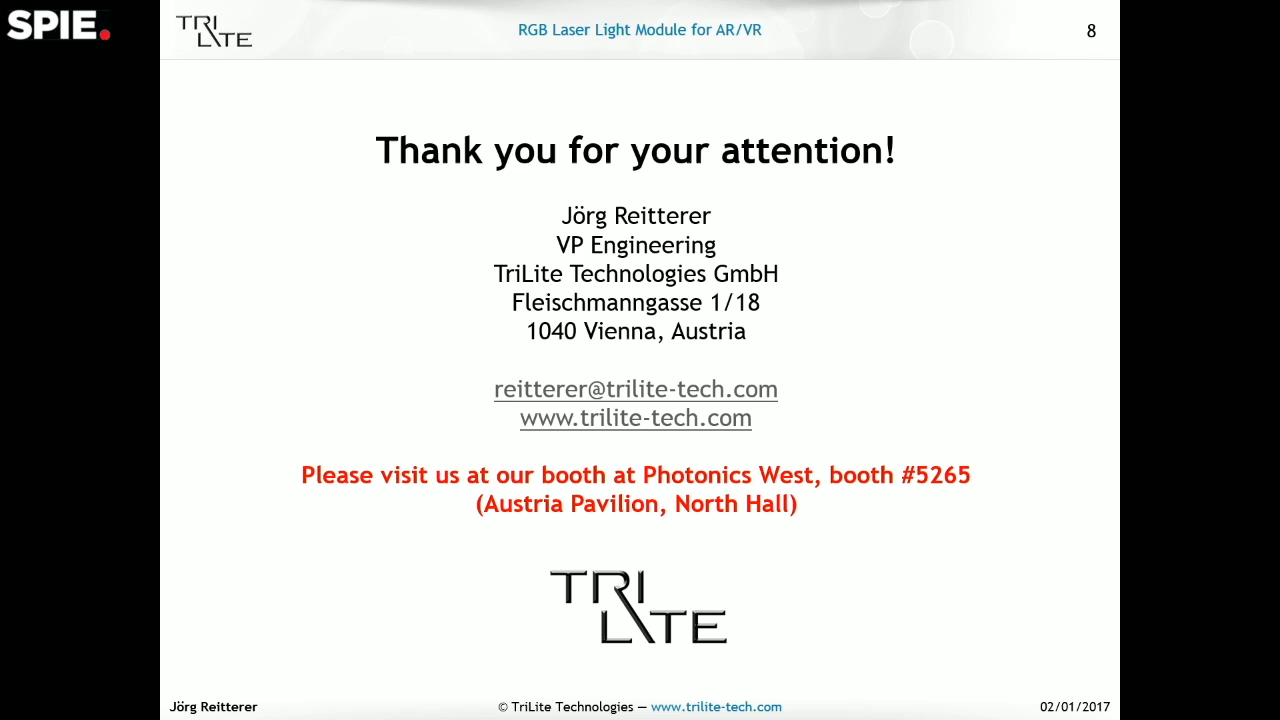 SPIE.
TRI
LITE
RGB Laser Light Module for AR/VR
8
Thank you for your attention!
Jörg Reitterer
VP Engineering
TriLite Technologies GmbH
Fleischmanngasse 1/18
1040 Vienna, Austria
reitterer@trilite-tech.com
www.trilite-tech.com
Please visit us at our booth at Photonics West, booth #5265
(Austria Pavilion, North Hall)
TRI
LITE
Jörg Reitterer
© TriLite Technologies — www.trilite-tech.com
02/01/2017